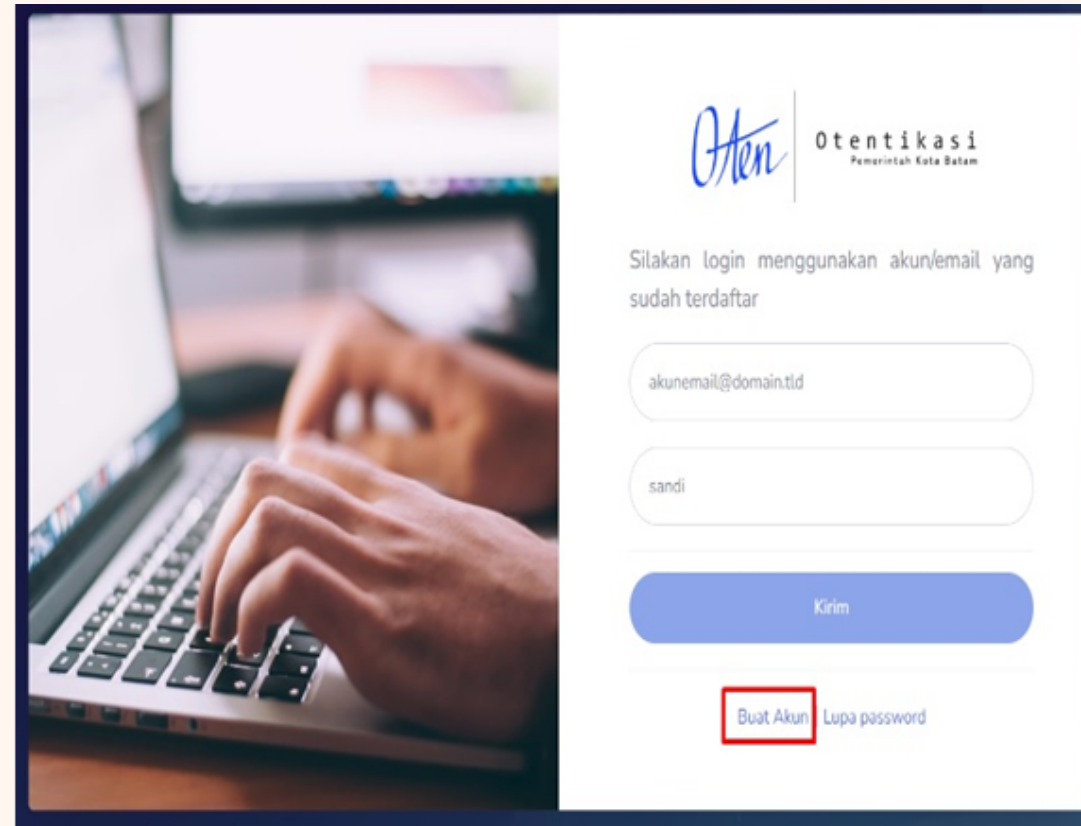 Oten
Otentikasi
Pemerintah Kota Batam
Silakan login menggunakan akun/email yang
sudah terdaftar
akunemail@domain.tld
sandi
Kirim
Buat Akun Lupa password